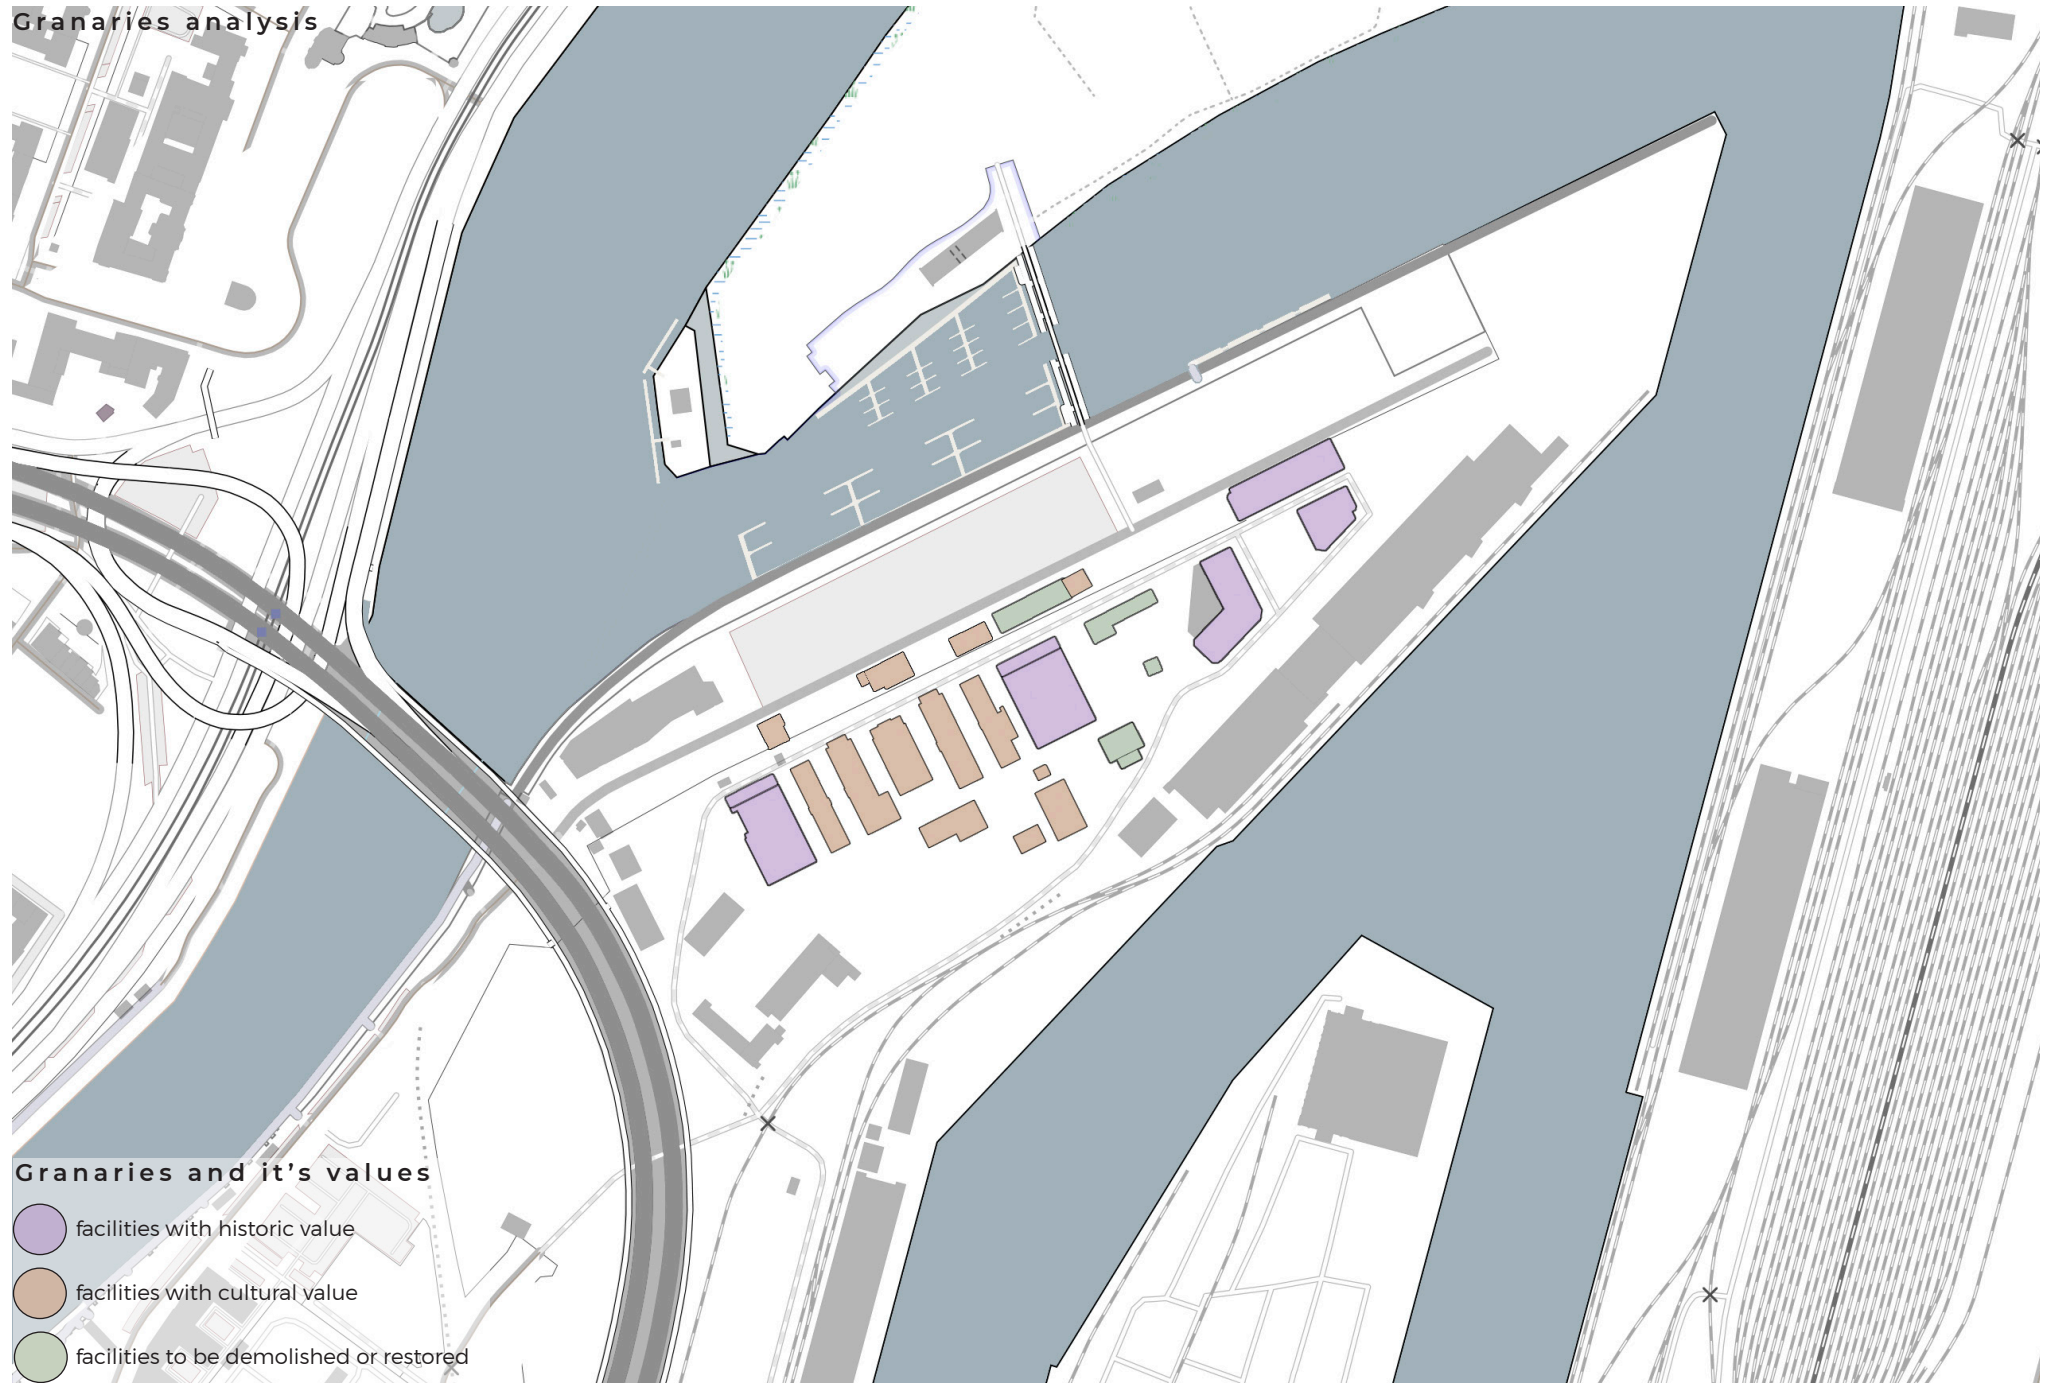 Granaries analysis
Granaries and it's values
facilities with historic value
facilities with cultural value
facilities to be demolished or restored